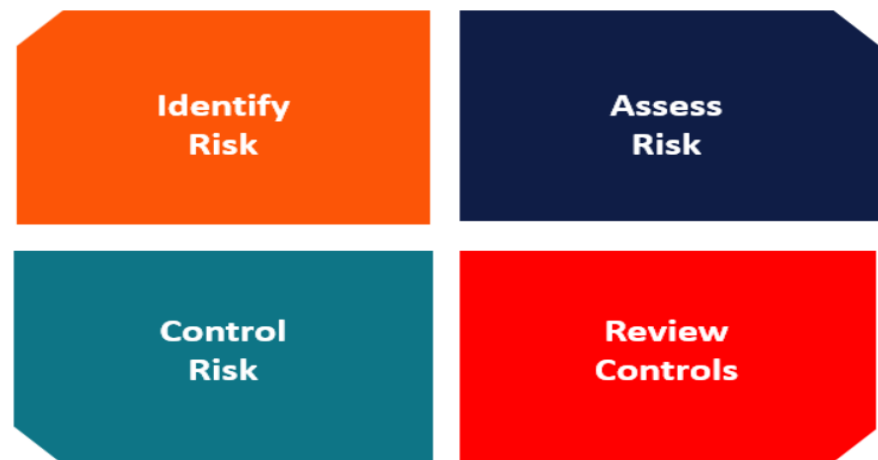 Identify
Risk
Assess
Risk
Control
Risk
Review
Controls